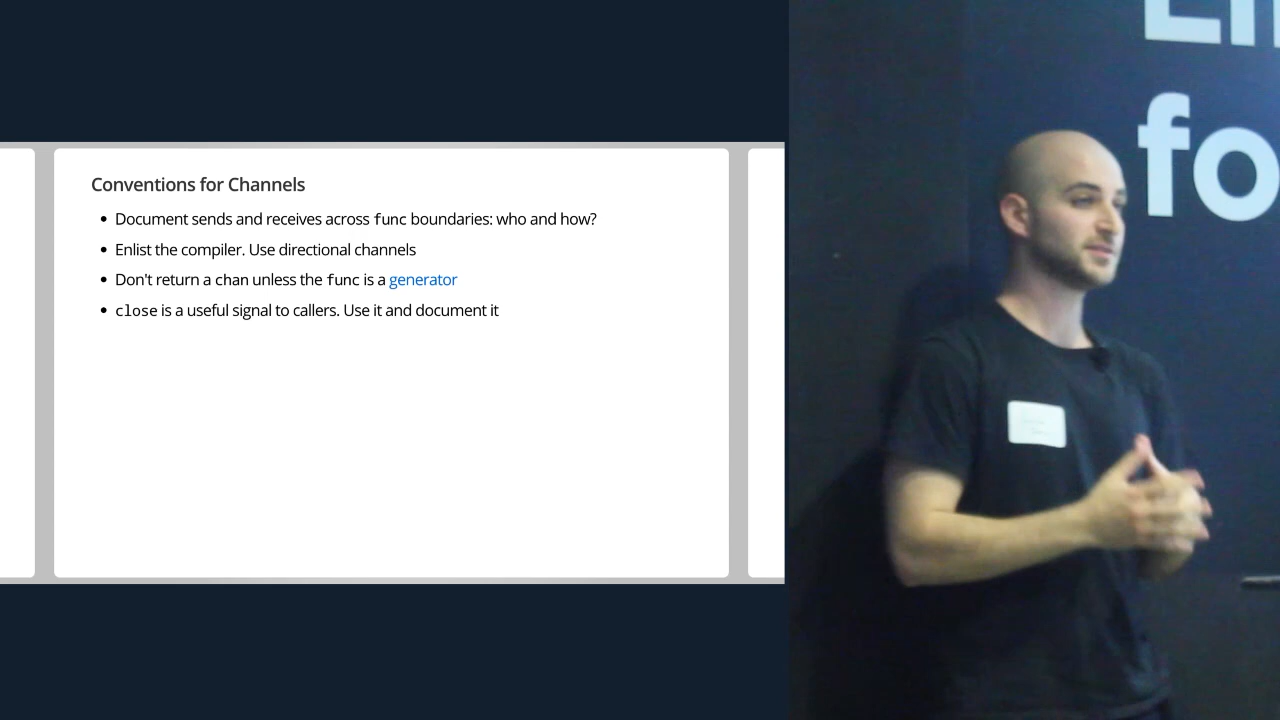 Conventions for Channels
Document sends and receives across func boundaries: who and how?
Enlist the compiler. Use directional channels
Don't return a chan unless the func is a generator
close is a useful signal to callers. Use it and document it
fo